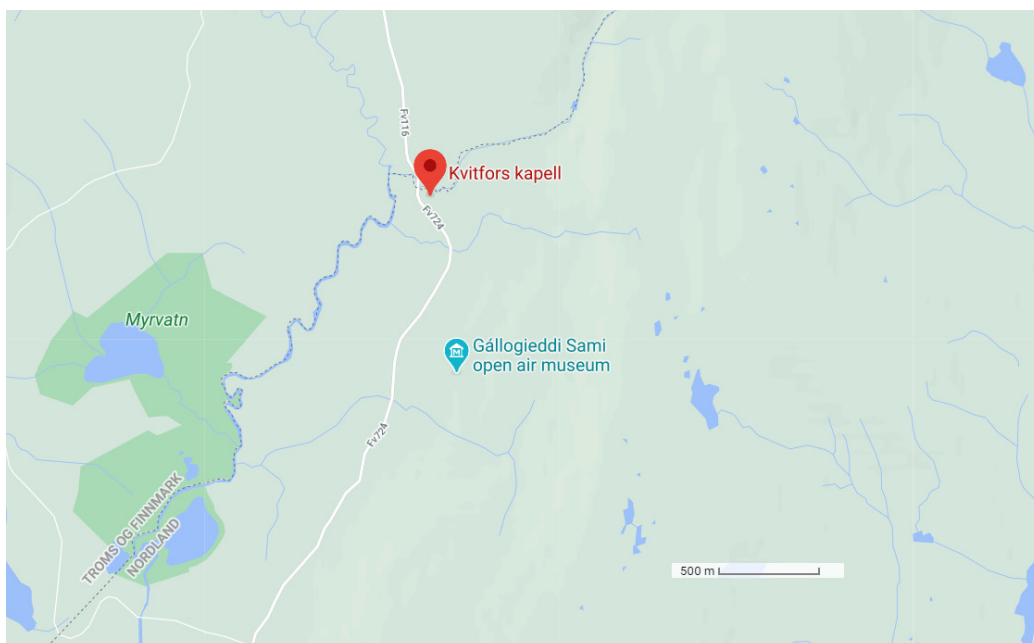 Fv116
Kvitfors kapell
Fv724
Myrvatn
Gállogieddi Sami
open air museum
Fv724
TROMS OG FINNMARK
NORDLAND
500 m